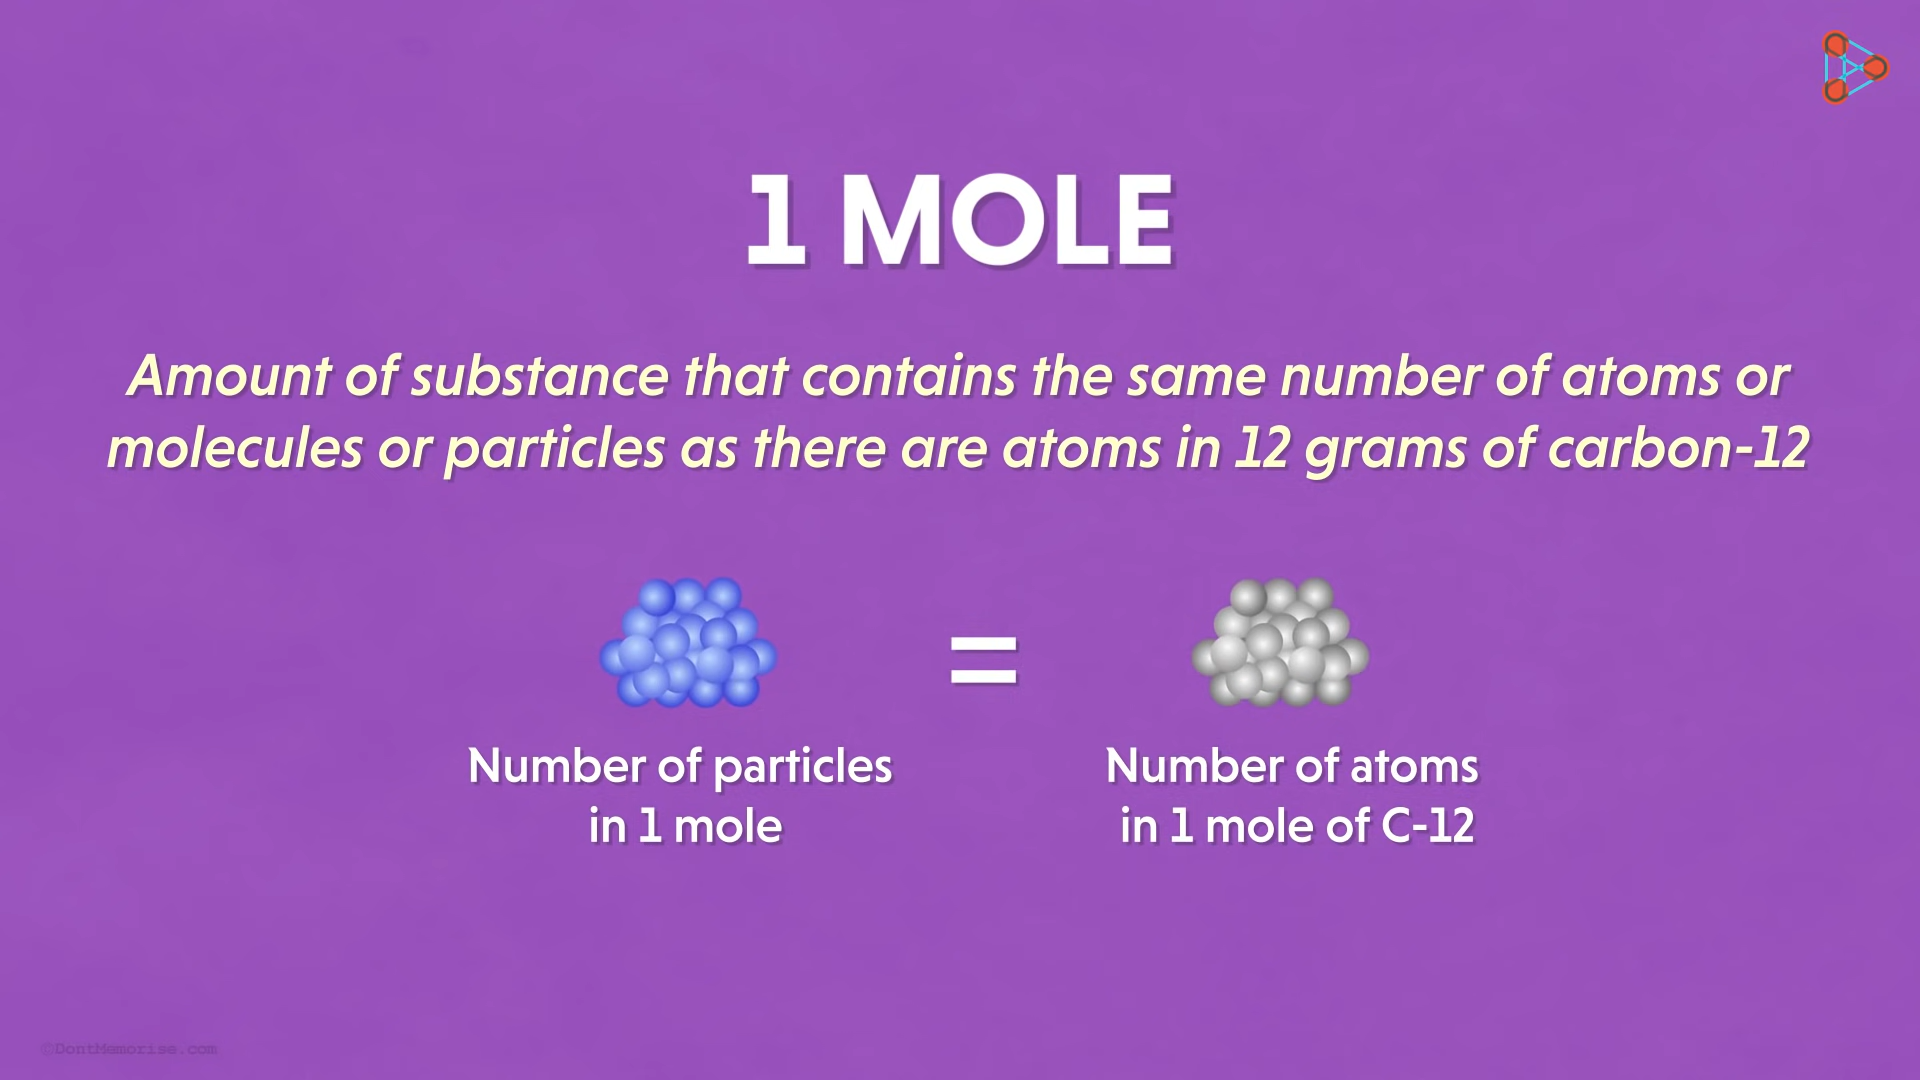 1 MOLE
Amount of substance that contains the same number of atoms or
molecules or particles as there are atoms in 12 grams of carbon-12
=
Number of particles
in 1 mole
Number of atoms
in 1 mole of C-12
©DontMemorise.com